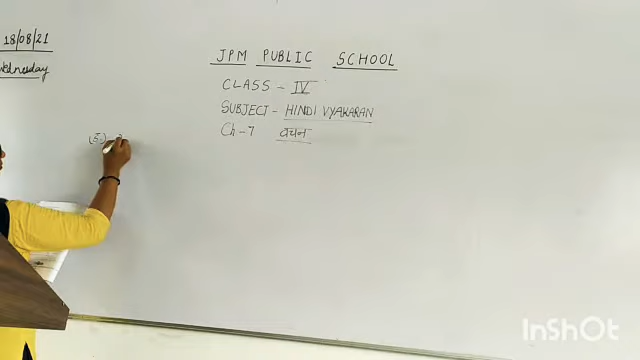 18/08/21
Wednesday
JPM PUBLIC SCHOOL
CLASS - IV
SUBJECT - HINDI VYAKARAN
Ch-7 वचन
InShOt